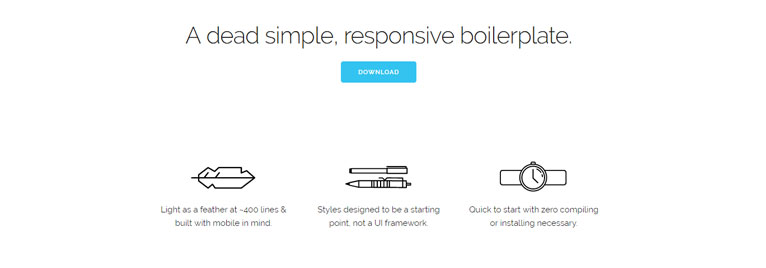 A dead simple, responsive boilerplate.
DOWNLOAD
Light as a feather at ~400 lines &
built with mobile in mind.
Styles designed to be a starting
point, not a UI framework.
Quick to start with zero compiling
or installing necessary.